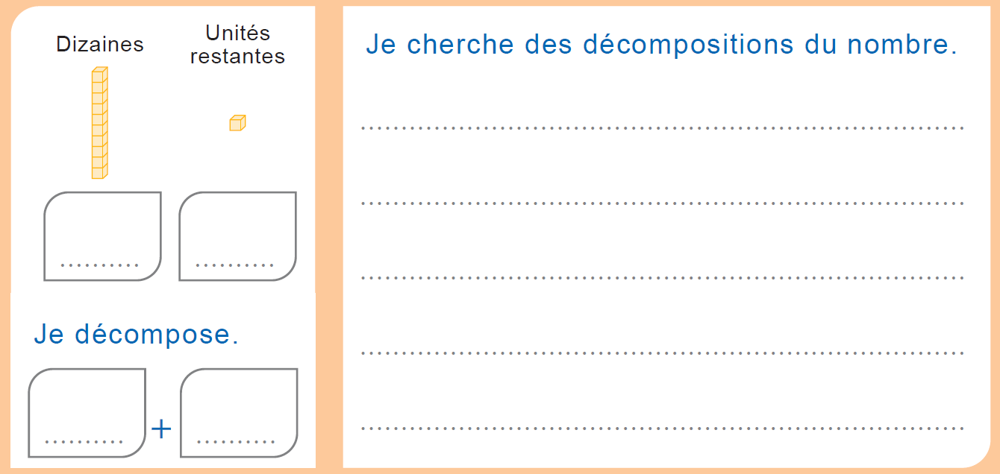 Dizaines
Unités
restantes
..........
..........
Je décompose.
..........
+
..........
Je cherche des décompositions du nombre.